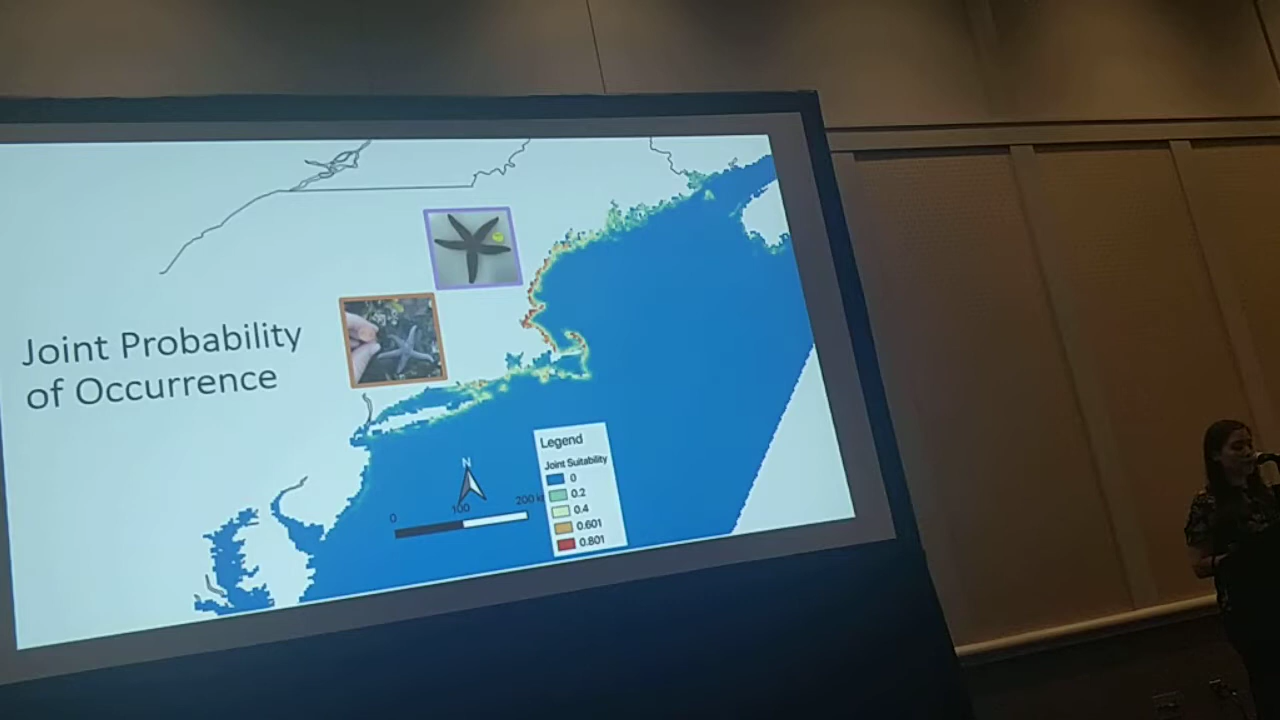 Joint Probability
of Occurrence
N
0 100 200 k
Legend
Joint Suitability
0
0.2
0.4
0.601
0.801